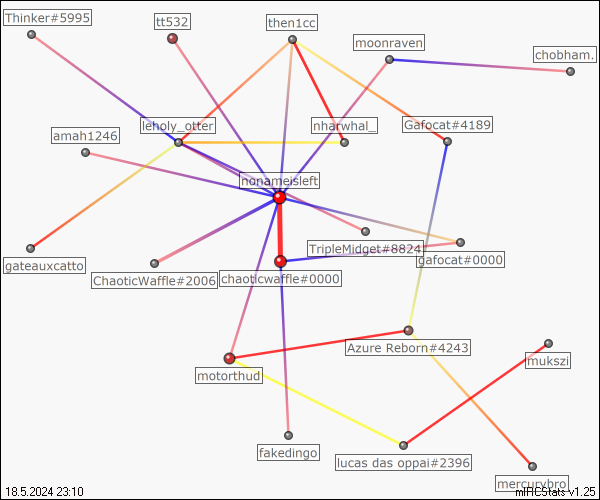 Thinker#5995
tt532
then1cc
moonraven
chobham.
amah1246
leholy_otter
nharwhal_
Gafocat#4189
nonameisleft
TripleMidget#8824
gafocat#0000
gateauxcatto
ChaoticWaffle#2006
chaoticwaffle#0000
Azure Reborn#4243
mukszi
motorthud
fakedingo
lucas das oppai#2396
mercurybro
18.5.2024 23:10
mIRCStats v1.25